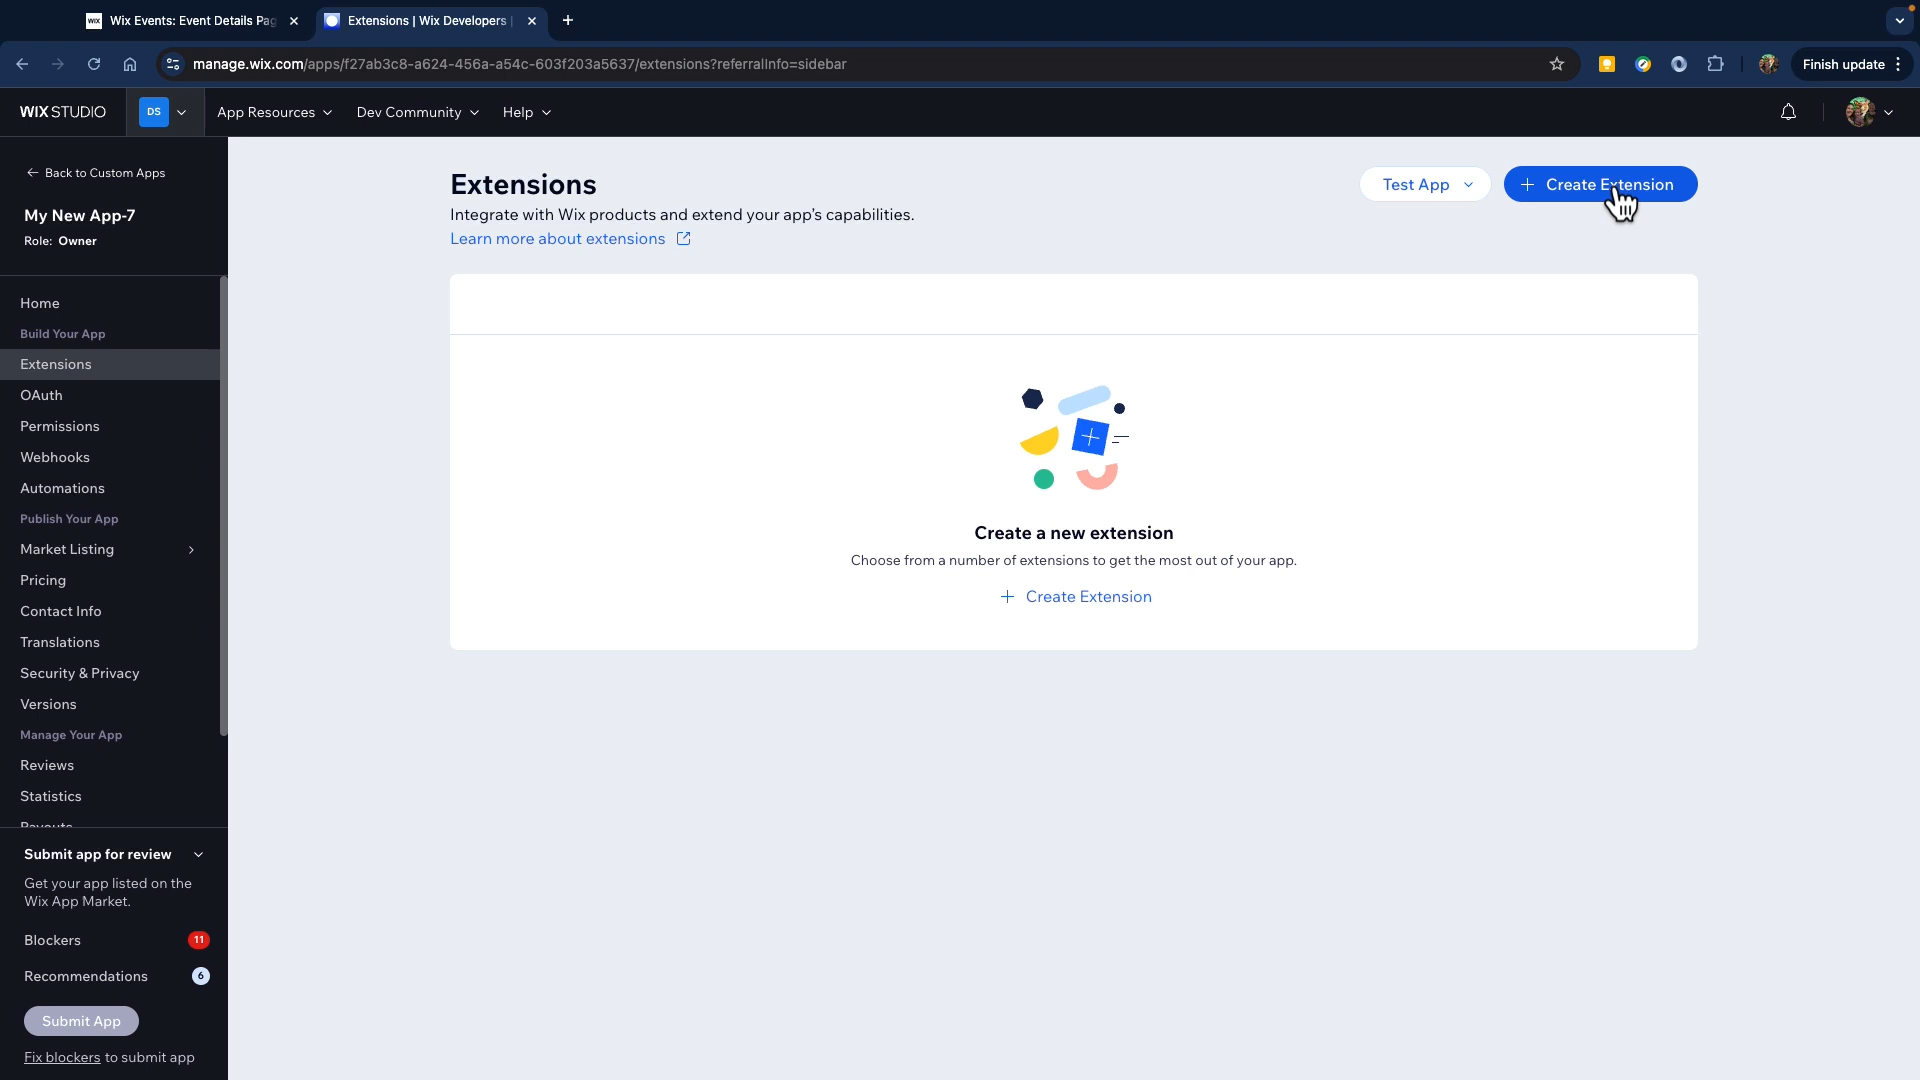 WIX Wix Events: Event Details Pag
Extensions | Wix Developers |
manage.wix.com/apps/f27ab3c8-a624-456a-a54c-603f203a5637/extensions?referralInfo=sidebar
Finish update
WIX STUDIO
DS
App Resources
Dev Community
Help
Back to Custom Apps
My New App-7
Role: Owner
Home
Build Your App
Extensions
OAuth
Permissions
Webhooks
Automations
Publish Your App
Market Listing
Pricing
Contact Info
Translations
Security & Privacy
Versions
Manage Your App
Reviews
Statistics
Payouts
Submit app for review
Get your app listed on the
Wix App Market.
Blockers 11
Recommendations 6
Submit App
Fix blockers to submit app
Extensions
Integrate with Wix products and extend your app's capabilities.
Learn more about extensions
Test App
Create Extension
Create a new extension
Choose from a number of extensions to get the most out of your app.
Create Extension